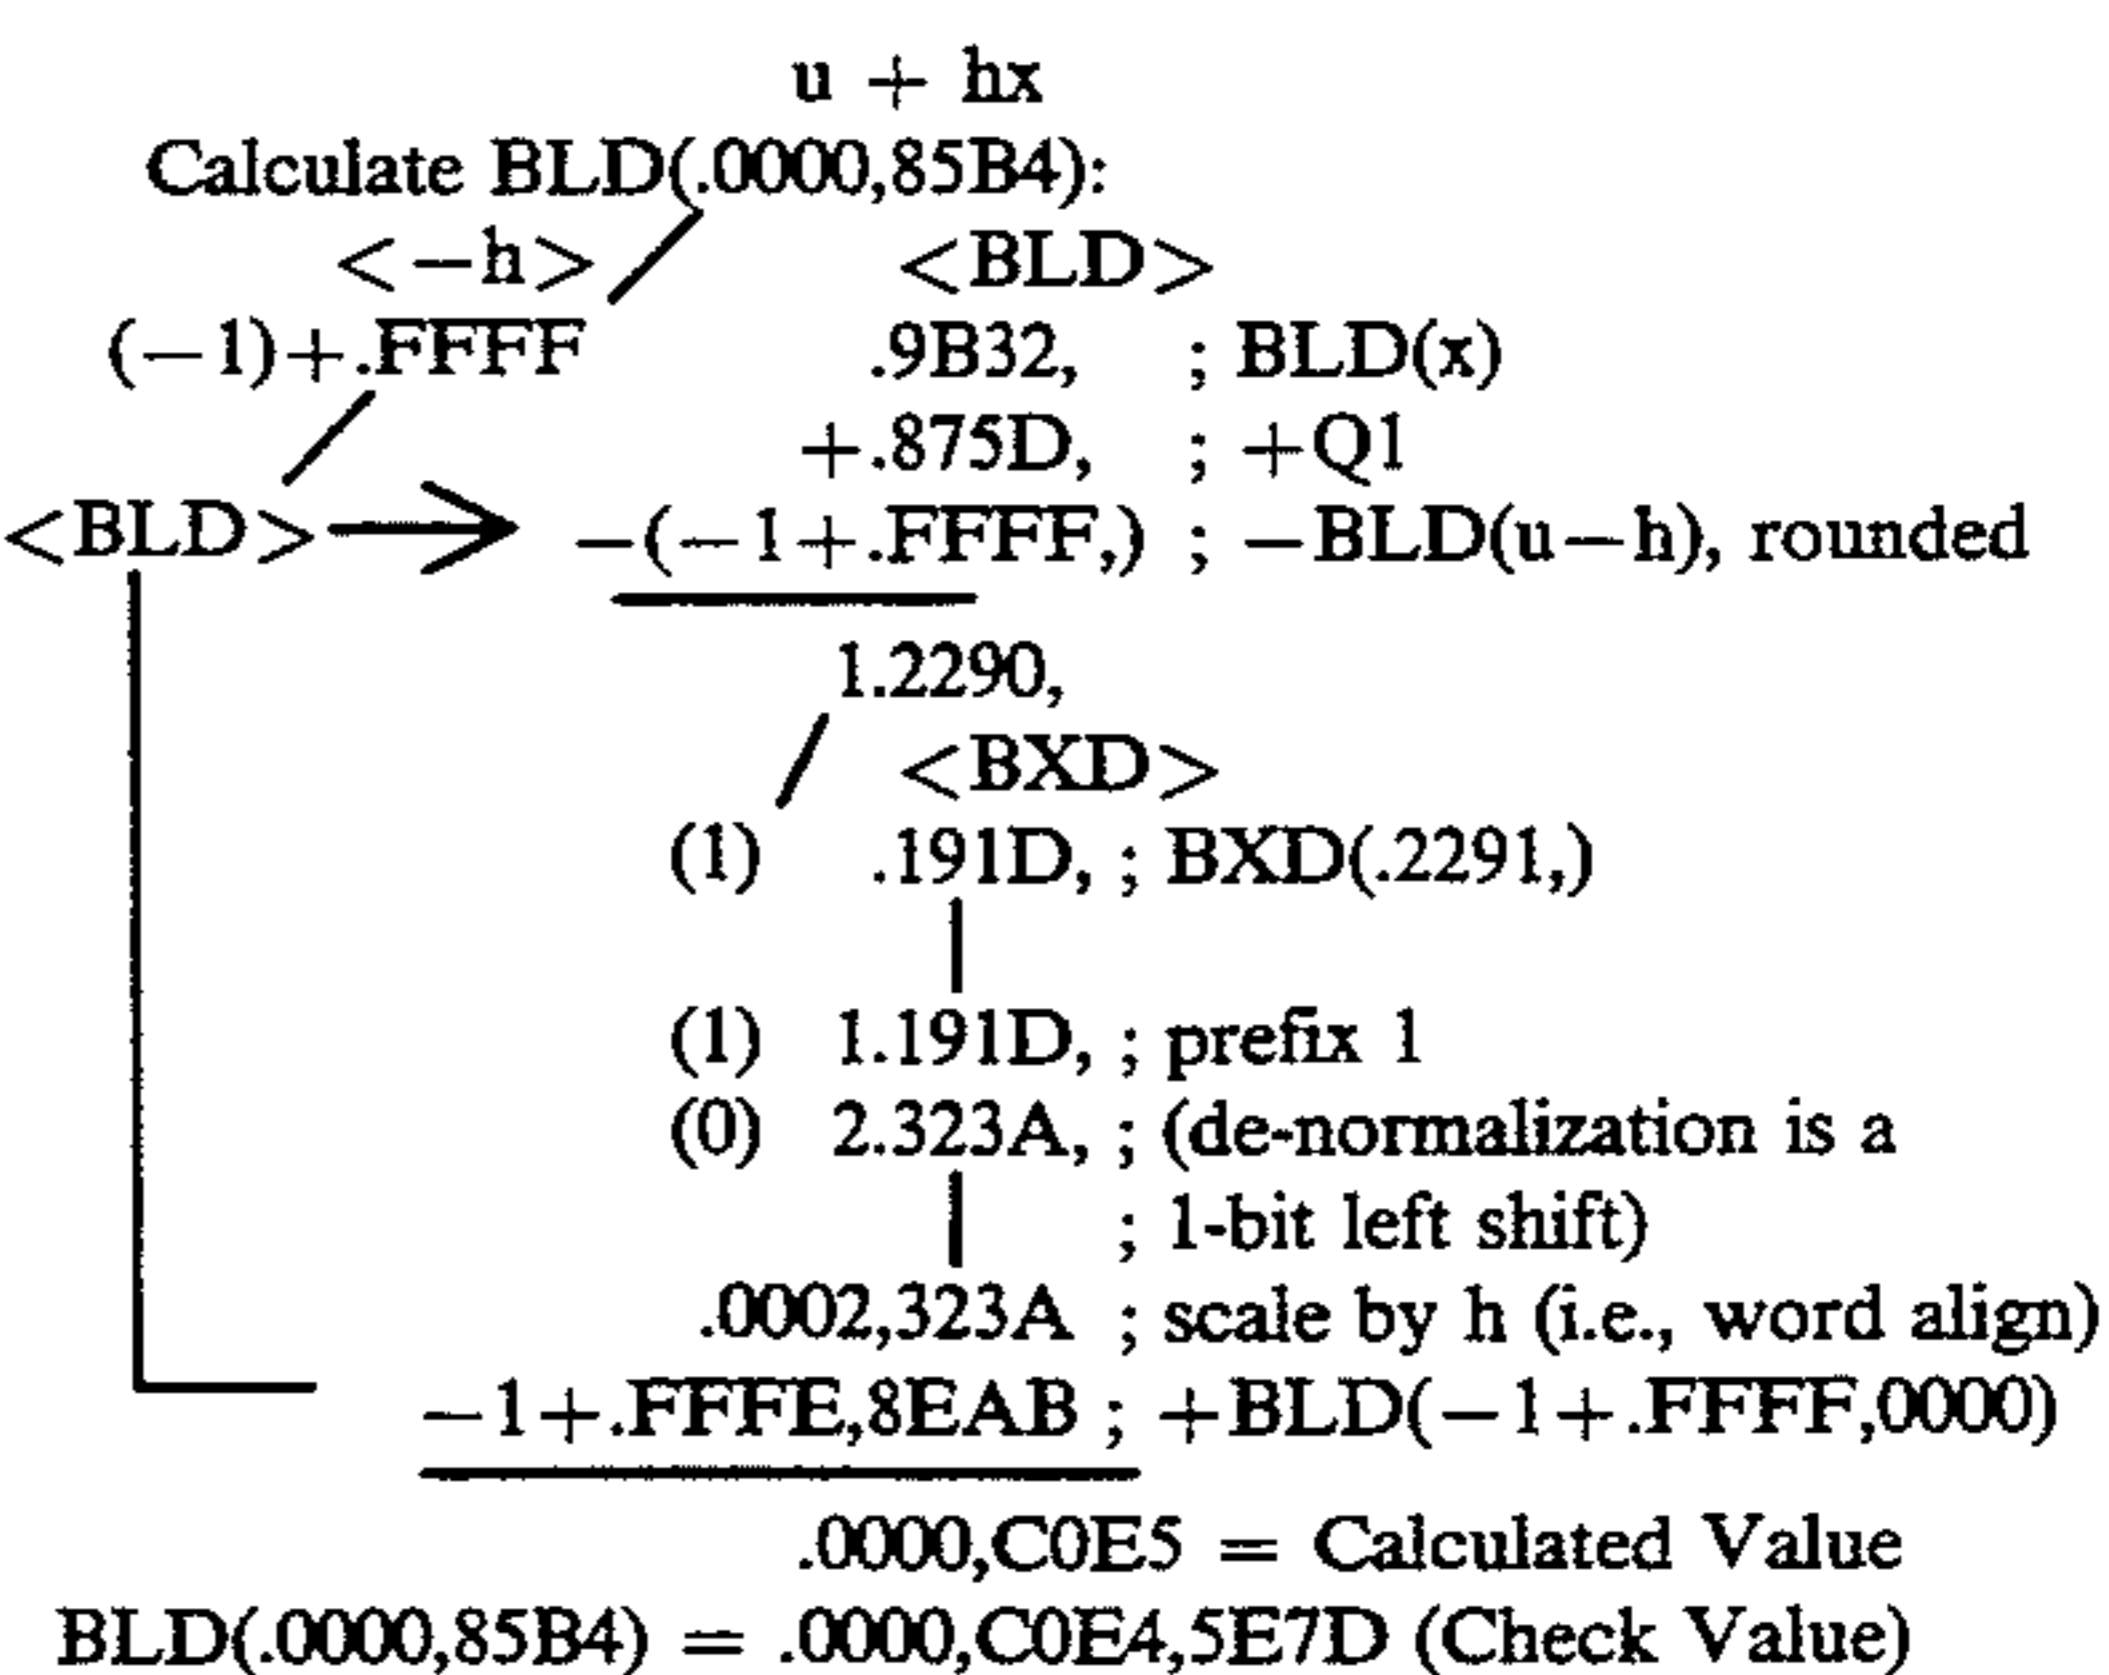 u + hx
Calculate BLD(.0000,85B4):
<−h> <BLD>
(−1)+.FFFF .9B32, ; BLD(x)
+.875D, ; +Q1
<BLD> −(−1+.FFFF,) ; −BLD(u−h), rounded
1.2290,
<BXD>
(1) .191D, ; BXD(.2291,)
(1) 1.191D, ; prefix 1
(0) 2.323A, ; (de-normalization is a
; 1-bit left shift)
.0002,323A ; scale by h (i.e., word align)
−1+.FFFE,8EAB ; +BLD(−1+.FFFF,0000)
.0000,C0E5 = Calculated Value
BLD(.0000,85B4) = .0000,C0E4,5E7D (Check Value)